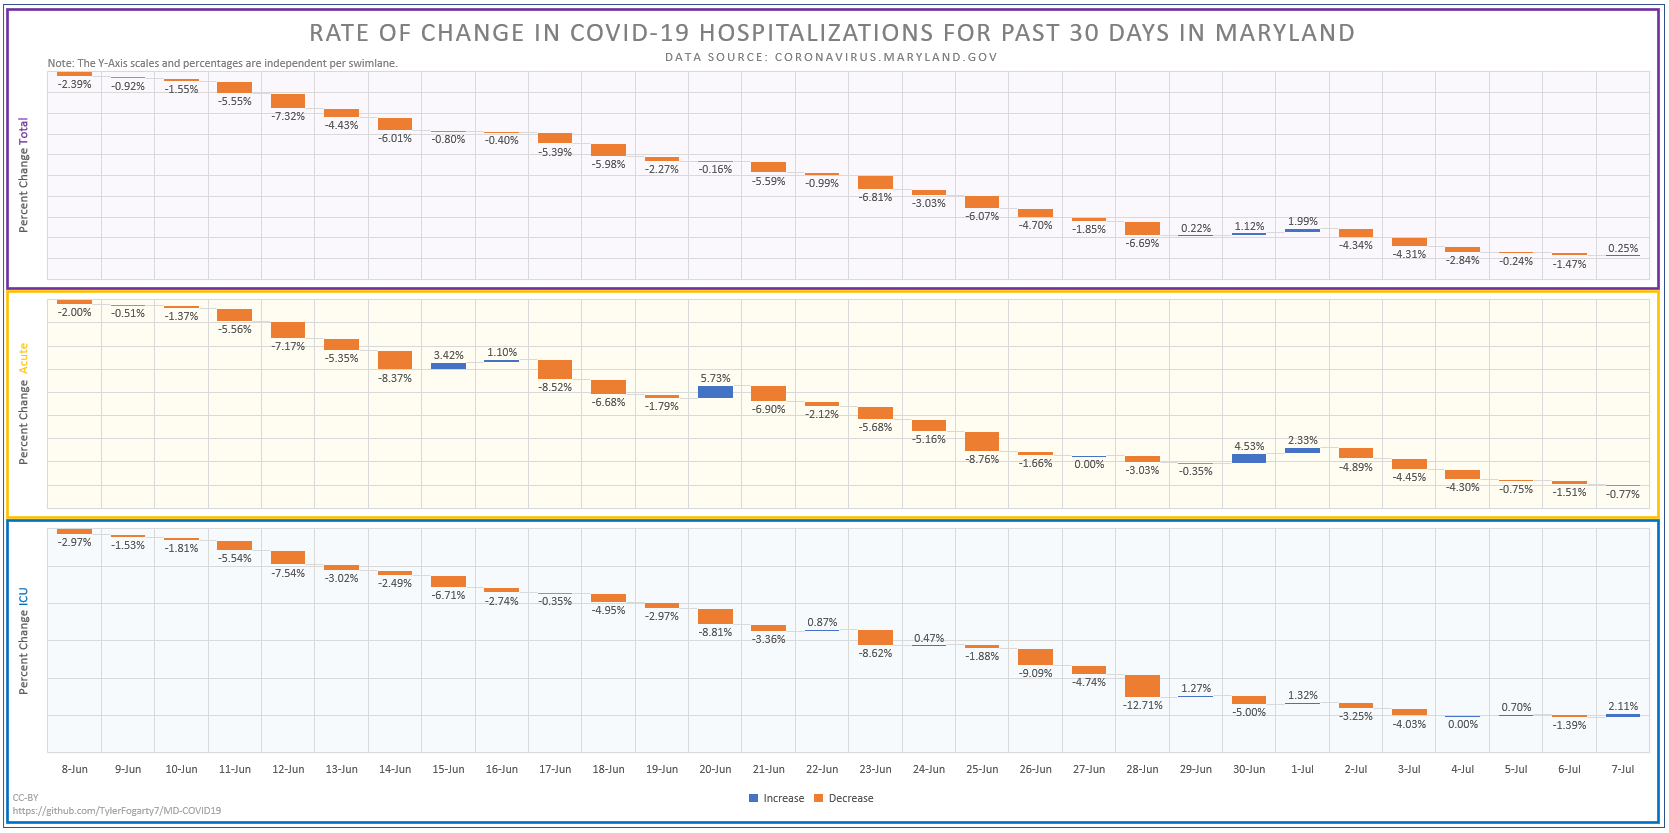 RATE OF CHANGE IN COVID-19 HOSPITALIZATIONS FOR PAST 30 DAYS IN MARYLAND
DATA SOURCE: CORONAVIRUS.MARYLAND.GOV
Note: The Y-Axis scales and percentages are independent per swimlane.
Percent Change Total
-2.39% -0.92% -1.55% -5.55% -7.32% -4.43% -6.01% -0.80% -0.40% -5.39% -5.98% -2.27% -0.16% -5.59% -0.99% -6.81% -3.03% -6.07% -4.70% -1.85% -6.69% 0.22% 1.12% 1.99% -4.34% -4.31% -2.84% -0.24% -1.47% 0.25%
Percent Change Acute
-2.00% -0.51% -1.37% -5.56% -7.17% -5.35% -8.37% 3.42% 1.10% -8.52% -6.68% -1.79% 5.73% -6.90% -2.12% -5.68% -5.16% -8.76% -1.66% 0.00% -3.03% -0.35% 4.53% 2.33% -4.89% -4.45% -4.30% -0.75% -1.51% -0.77%
Percent Change ICU
-2.97% -1.53% -1.81% -5.54% -7.54% -3.02% -2.49% -6.71% -2.74% -0.35% -4.95% -2.97% -8.81% -3.36% 0.87% -8.62% 0.47% -1.88% -9.09% -4.74% -12.71% 1.27% -5.00% 1.32% -3.25% -4.03% 0.00% 0.70% -1.39% 2.11%
8-Jun 9-Jun 10-Jun 11-Jun 12-Jun 13-Jun 14-Jun 15-Jun 16-Jun 17-Jun 18-Jun 19-Jun 20-Jun 21-Jun 22-Jun 23-Jun 24-Jun 25-Jun 26-Jun 27-Jun 28-Jun 29-Jun 30-Jun 1-Jul 2-Jul 3-Jul 4-Jul 5-Jul 6-Jul 7-Jul
Increase Decrease
CC-BY
https://github.com/TylerFogarty7/MD-COVID19